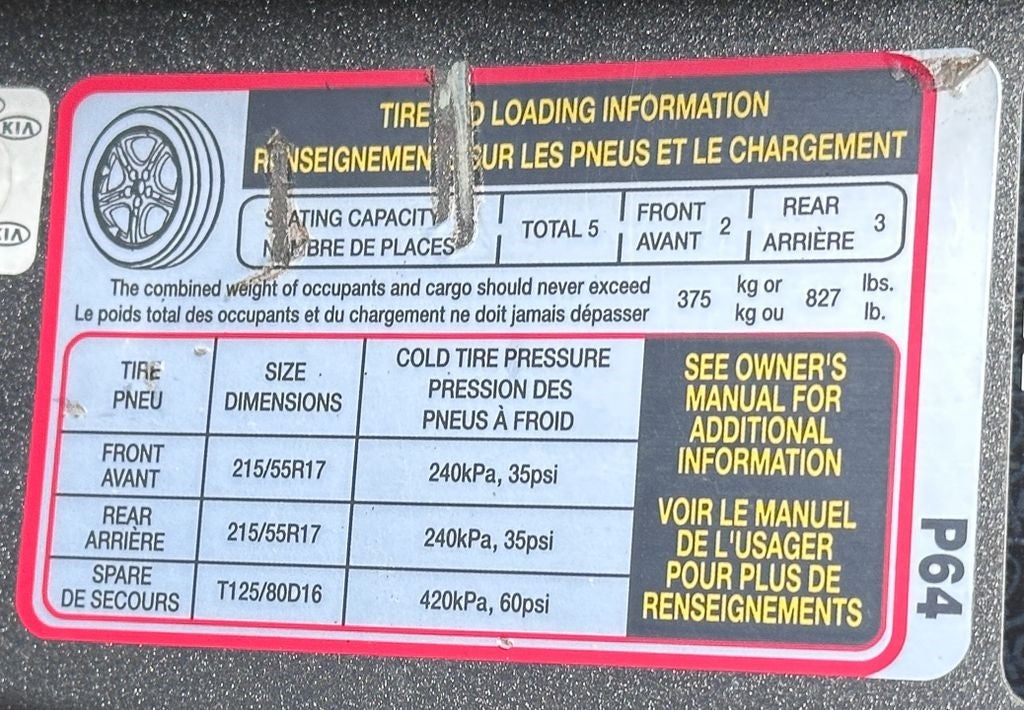 KIA
KIA
TIRE LOADING INFORMATION
SUR LES PNEUS ET LE CHARGEMENT
CAPACITY
DE PLACES
TOTAL 5
FRONT
AVANT
2
REAR
ARRIÈRE
3
The combined weight of occupants and cargo should never exceed
Le poids total des occupants et du chargement ne doit jamais dépasser
375
kg or
kg ou
827
lbs.
lb.
TIRE
PNEU
SIZE
DIMENSIONS
COLD TIRE PRESSURE
PRESSION DES
PNEUS À FROID
FRONT
AVANT
215/55R17
240kPa, 35psi
REAR
ARRIÈRE
215/55R17
240kPa, 35psi
SPARE
DE SECOURS
T125/80D16
420kPa, 60psi
SEE OWNER'S
MANUAL FOR
ADDITIONAL
INFORMATION
VOIR LE MANUEL
DE L'USAGER
POUR PLUS DE
RENSEIGNEMENTS
P64